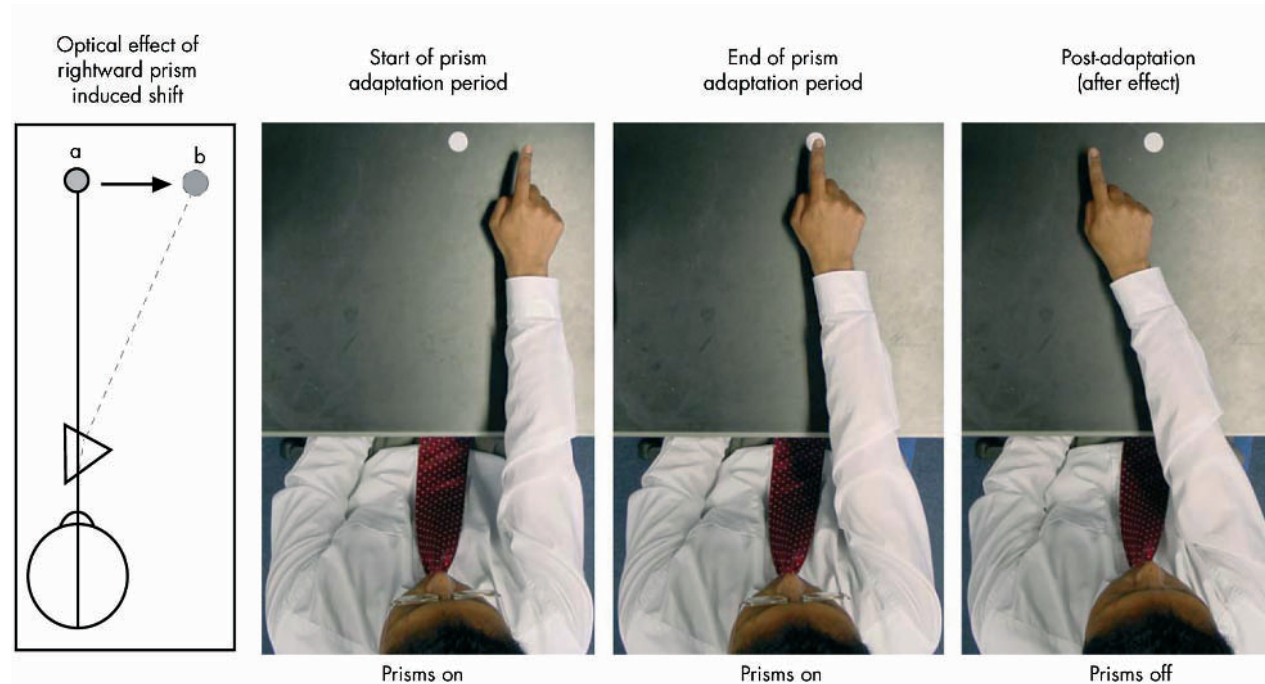 Optical effect of
rightward prism
induced shift
a
b
Start of prism
adaptation period
Prisms on
End of prism
adaptation period
Prisms on
Post-adaptation
(after effect)
Prisms off